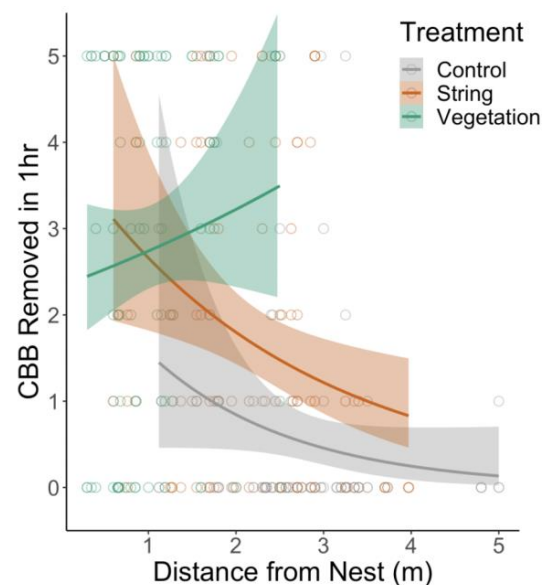 Treatment
Control
String
Vegetation
CBB Removed in 1hr
5
4
3
2
1
0
1
2
3
4
5
Distance from Nest (m)